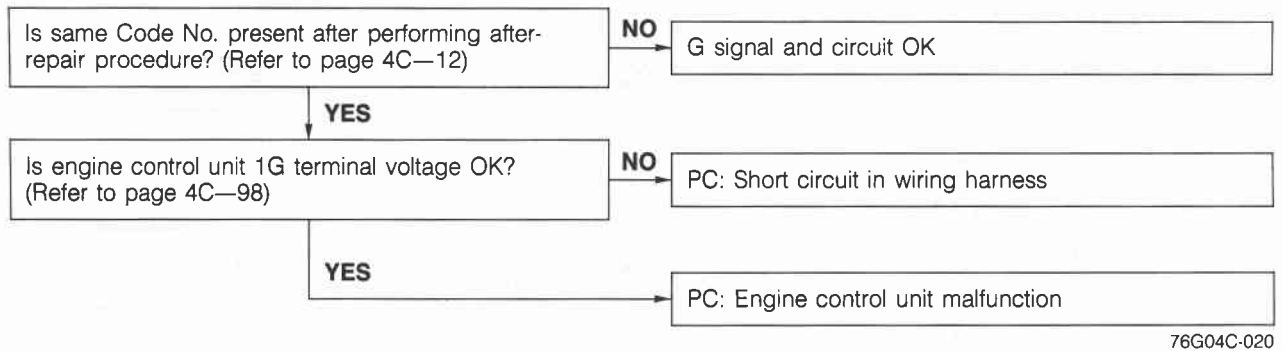 Is same Code No. present after performing after-
repair procedure? (Refer to page 4C—12)
NO
G signal and circuit OK
YES
Is engine control unit 1G terminal voltage OK?
(Refer to page 4C—98)
NO
PC: Short circuit in wiring harness
YES
PC: Engine control unit malfunction
76G04C-020